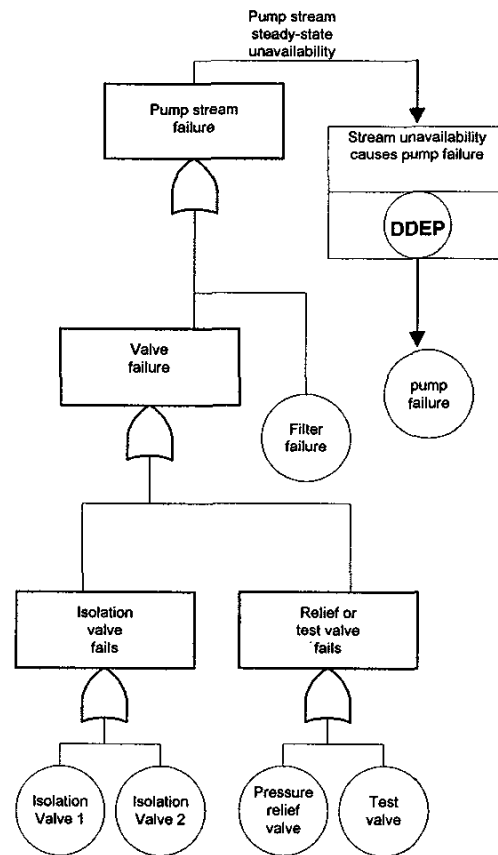 Pump stream
steady-state
unavailability
Pump stream
failure
Stream unavailability
causes pump failure
DDEP
Valve
failure
Filter
failure
pump
failure
Isolation
valve
fails
Relief or
test valve
fails
Isolation
Valve 1
Isolation
Valve 2
Pressure
relief
valve
Test
valve